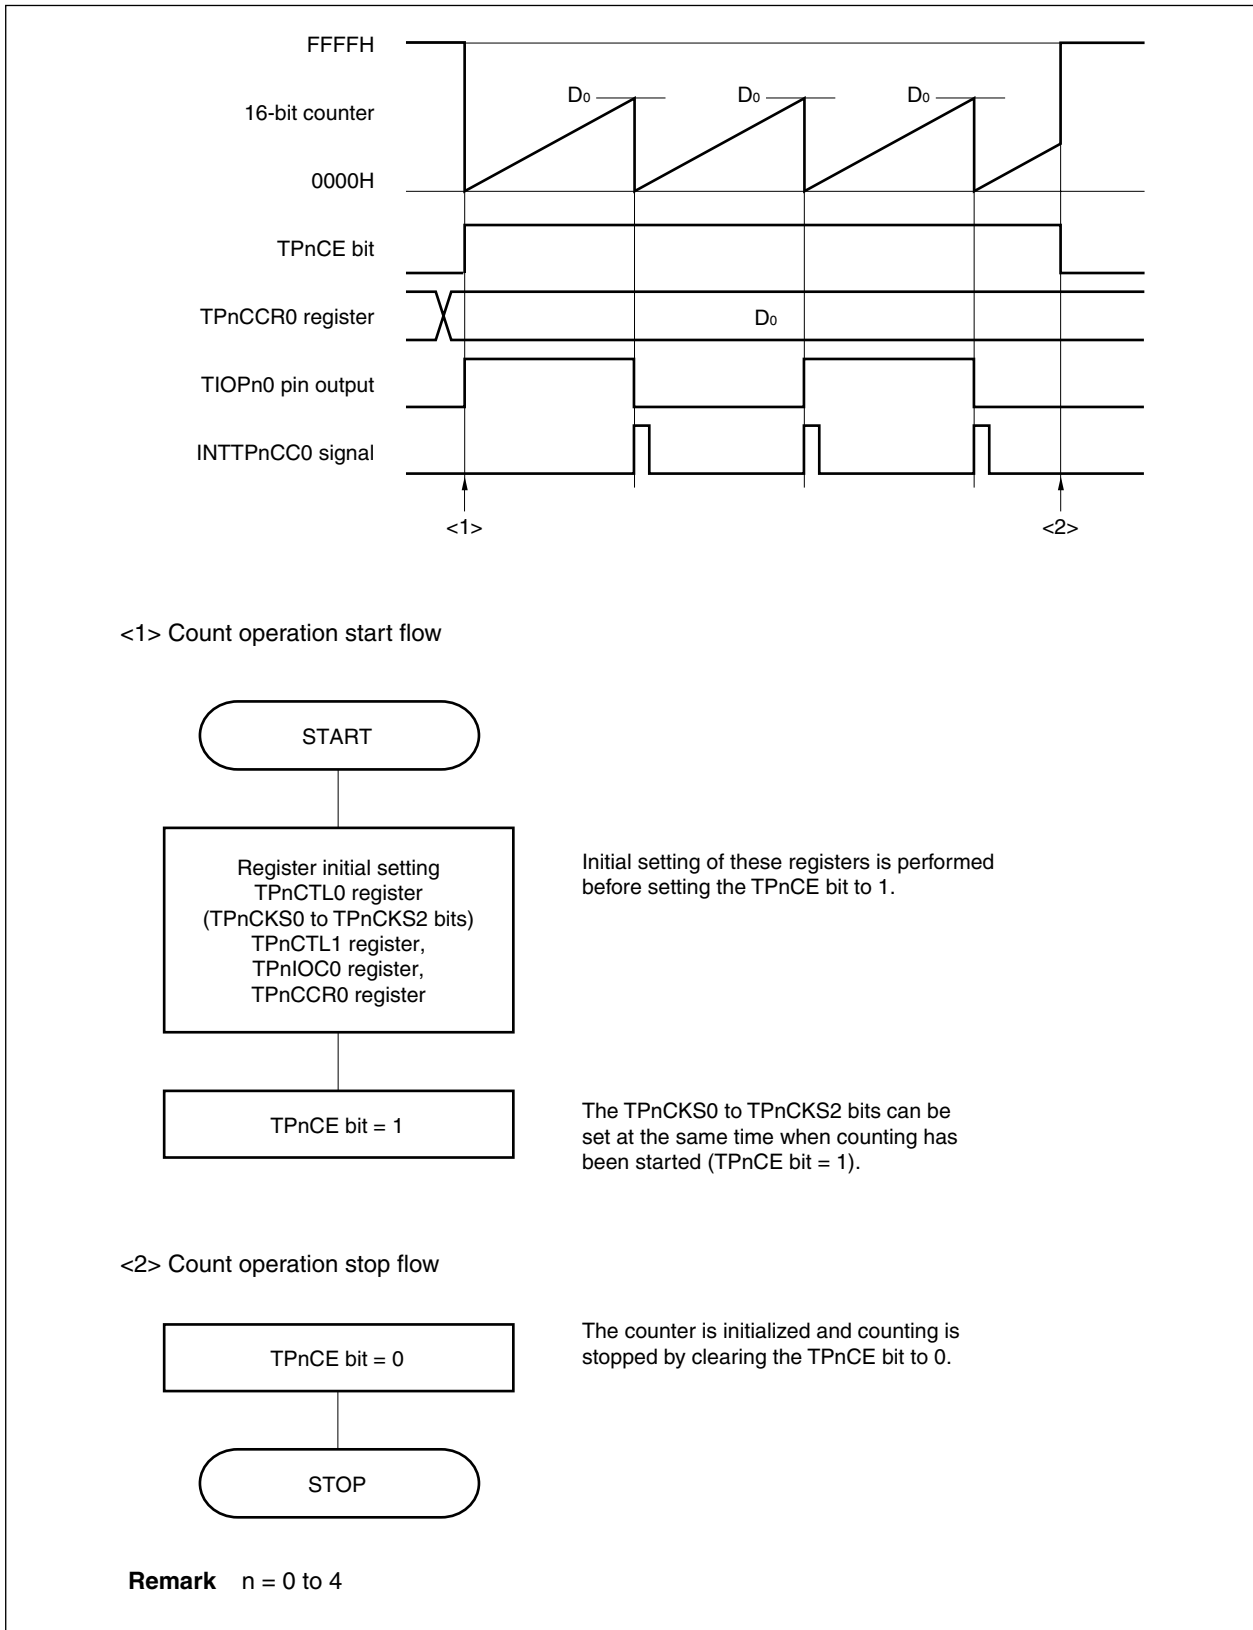 FFFFH
D0 D0 D0
16-bit counter
0000H
TPnCE bit
TPnCCR0 register D0
TIOPn0 pin output
INTTPnCC0 signal
<1> <2>
<1> Count operation start flow
START
Register initial setting
TPnCTL0 register
(TPnCKS0 to TPnCKS2 bits)
TPnCTL1 register,
TPnIOC0 register,
TPnCCR0 register
Initial setting of these registers is performed
before setting the TPnCE bit to 1.
TPnCE bit = 1
The TPnCKS0 to TPnCKS2 bits can be
set at the same time when counting has
been started (TPnCE bit = 1).
<2> Count operation stop flow
TPnCE bit = 0
The counter is initialized and counting is
stopped by clearing the TPnCE bit to 0.
STOP
Remark n = 0 to 4